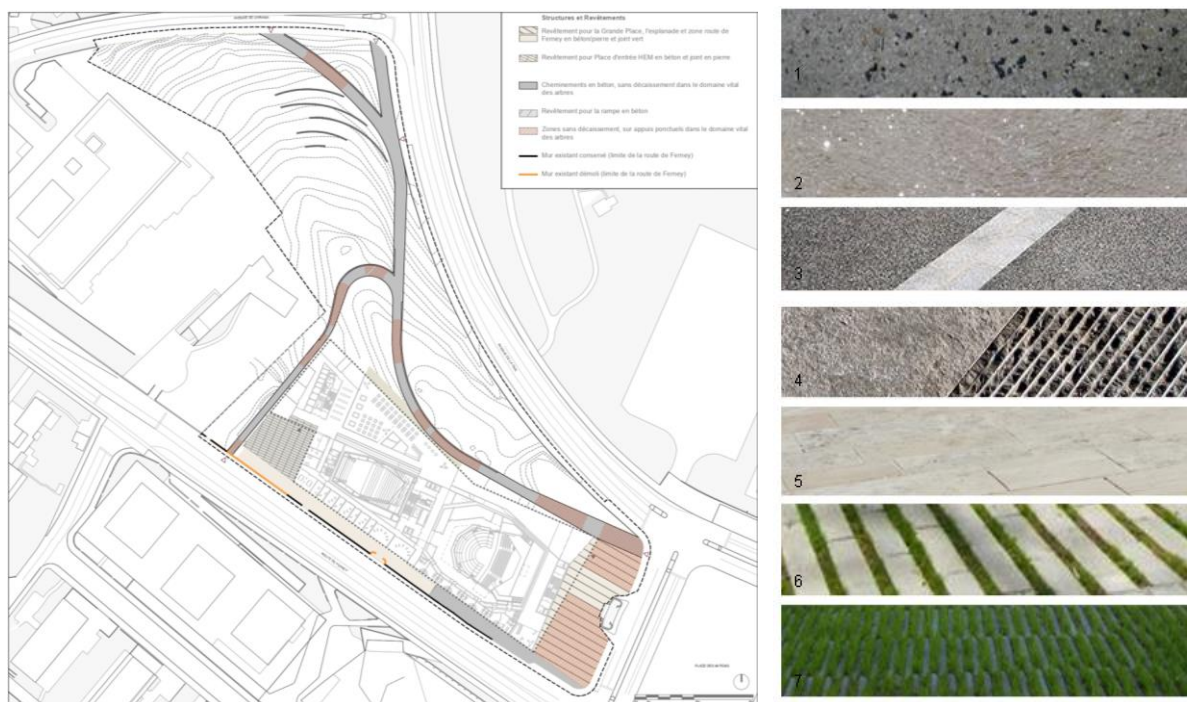 Structures et Revêtements
Revêtement pour la Grande Place, l'esplanade et zone route de
Ferney en béton/pierre et joint vert
Revêtement pour Place d'entrée HEM en béton et joint en pierre
Cheminements en béton, sans décaissement dans le domaine vital
des arbres
Revêtement pour la rampe en béton
Zones sans décaissement, sur appuis ponctuels dans le domaine vital
des arbres
Mur existant conservé (limite de la route de Ferney)
Mur existant démoli (limite de la route de Ferney)
1
2
3
4
5
6
7